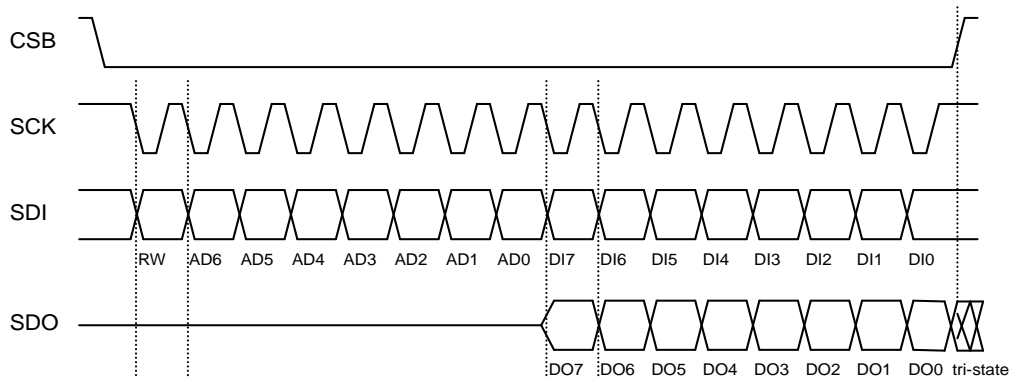 CSB
SCK
SDI
RW AD6 AD5 AD4 AD3 AD2 AD1 AD0 DI7 DI6 DI5 DI4 DI3 DI2 DI1 DI0
SDO
DO7 DO6 DO5 DO4 DO3 DO2 DO1 DO0 tri-state